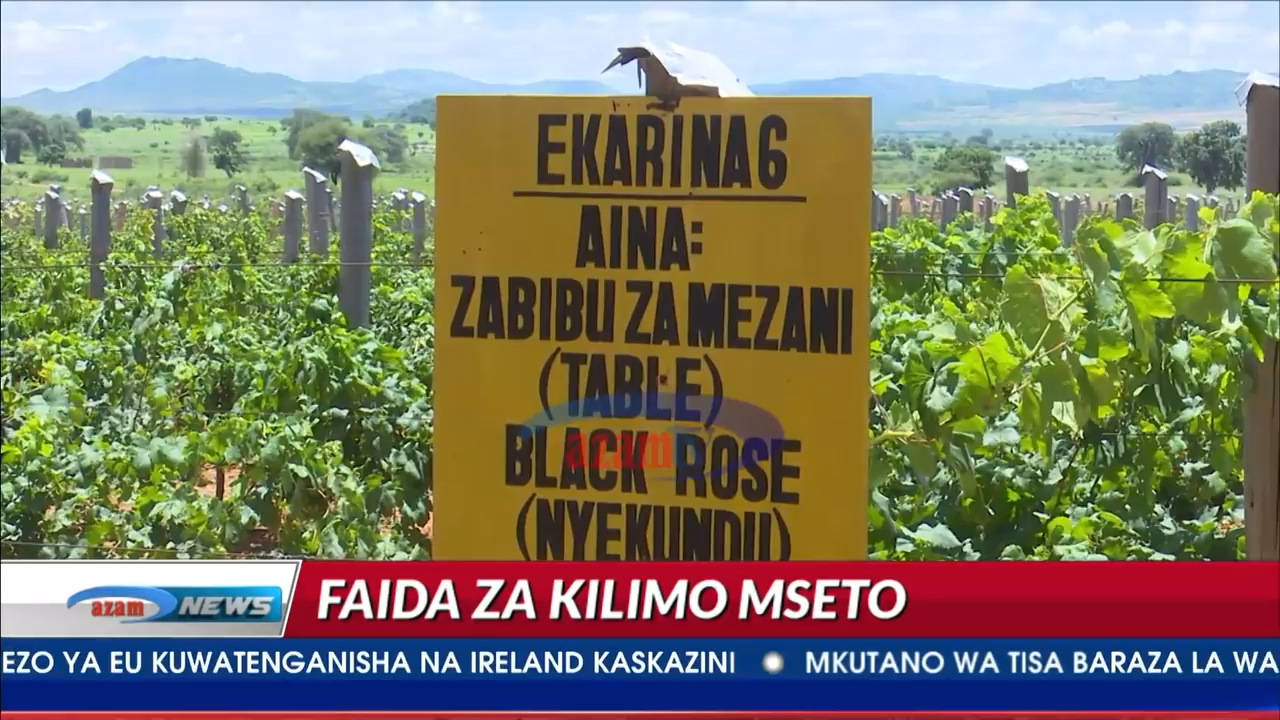 EKARI NA 6
AINA:
ZABIBU ZA MEZANI
(TABLE)
azam
BLACK ROSE
(NYEKUNDU)
azam NEWS
FAIDA ZA KILIMO MSETO
EZO YA EU KUWATENGANISHA NA IRELAND KASKAZINI
MKUTANO WA TISA BARAZA LA WA